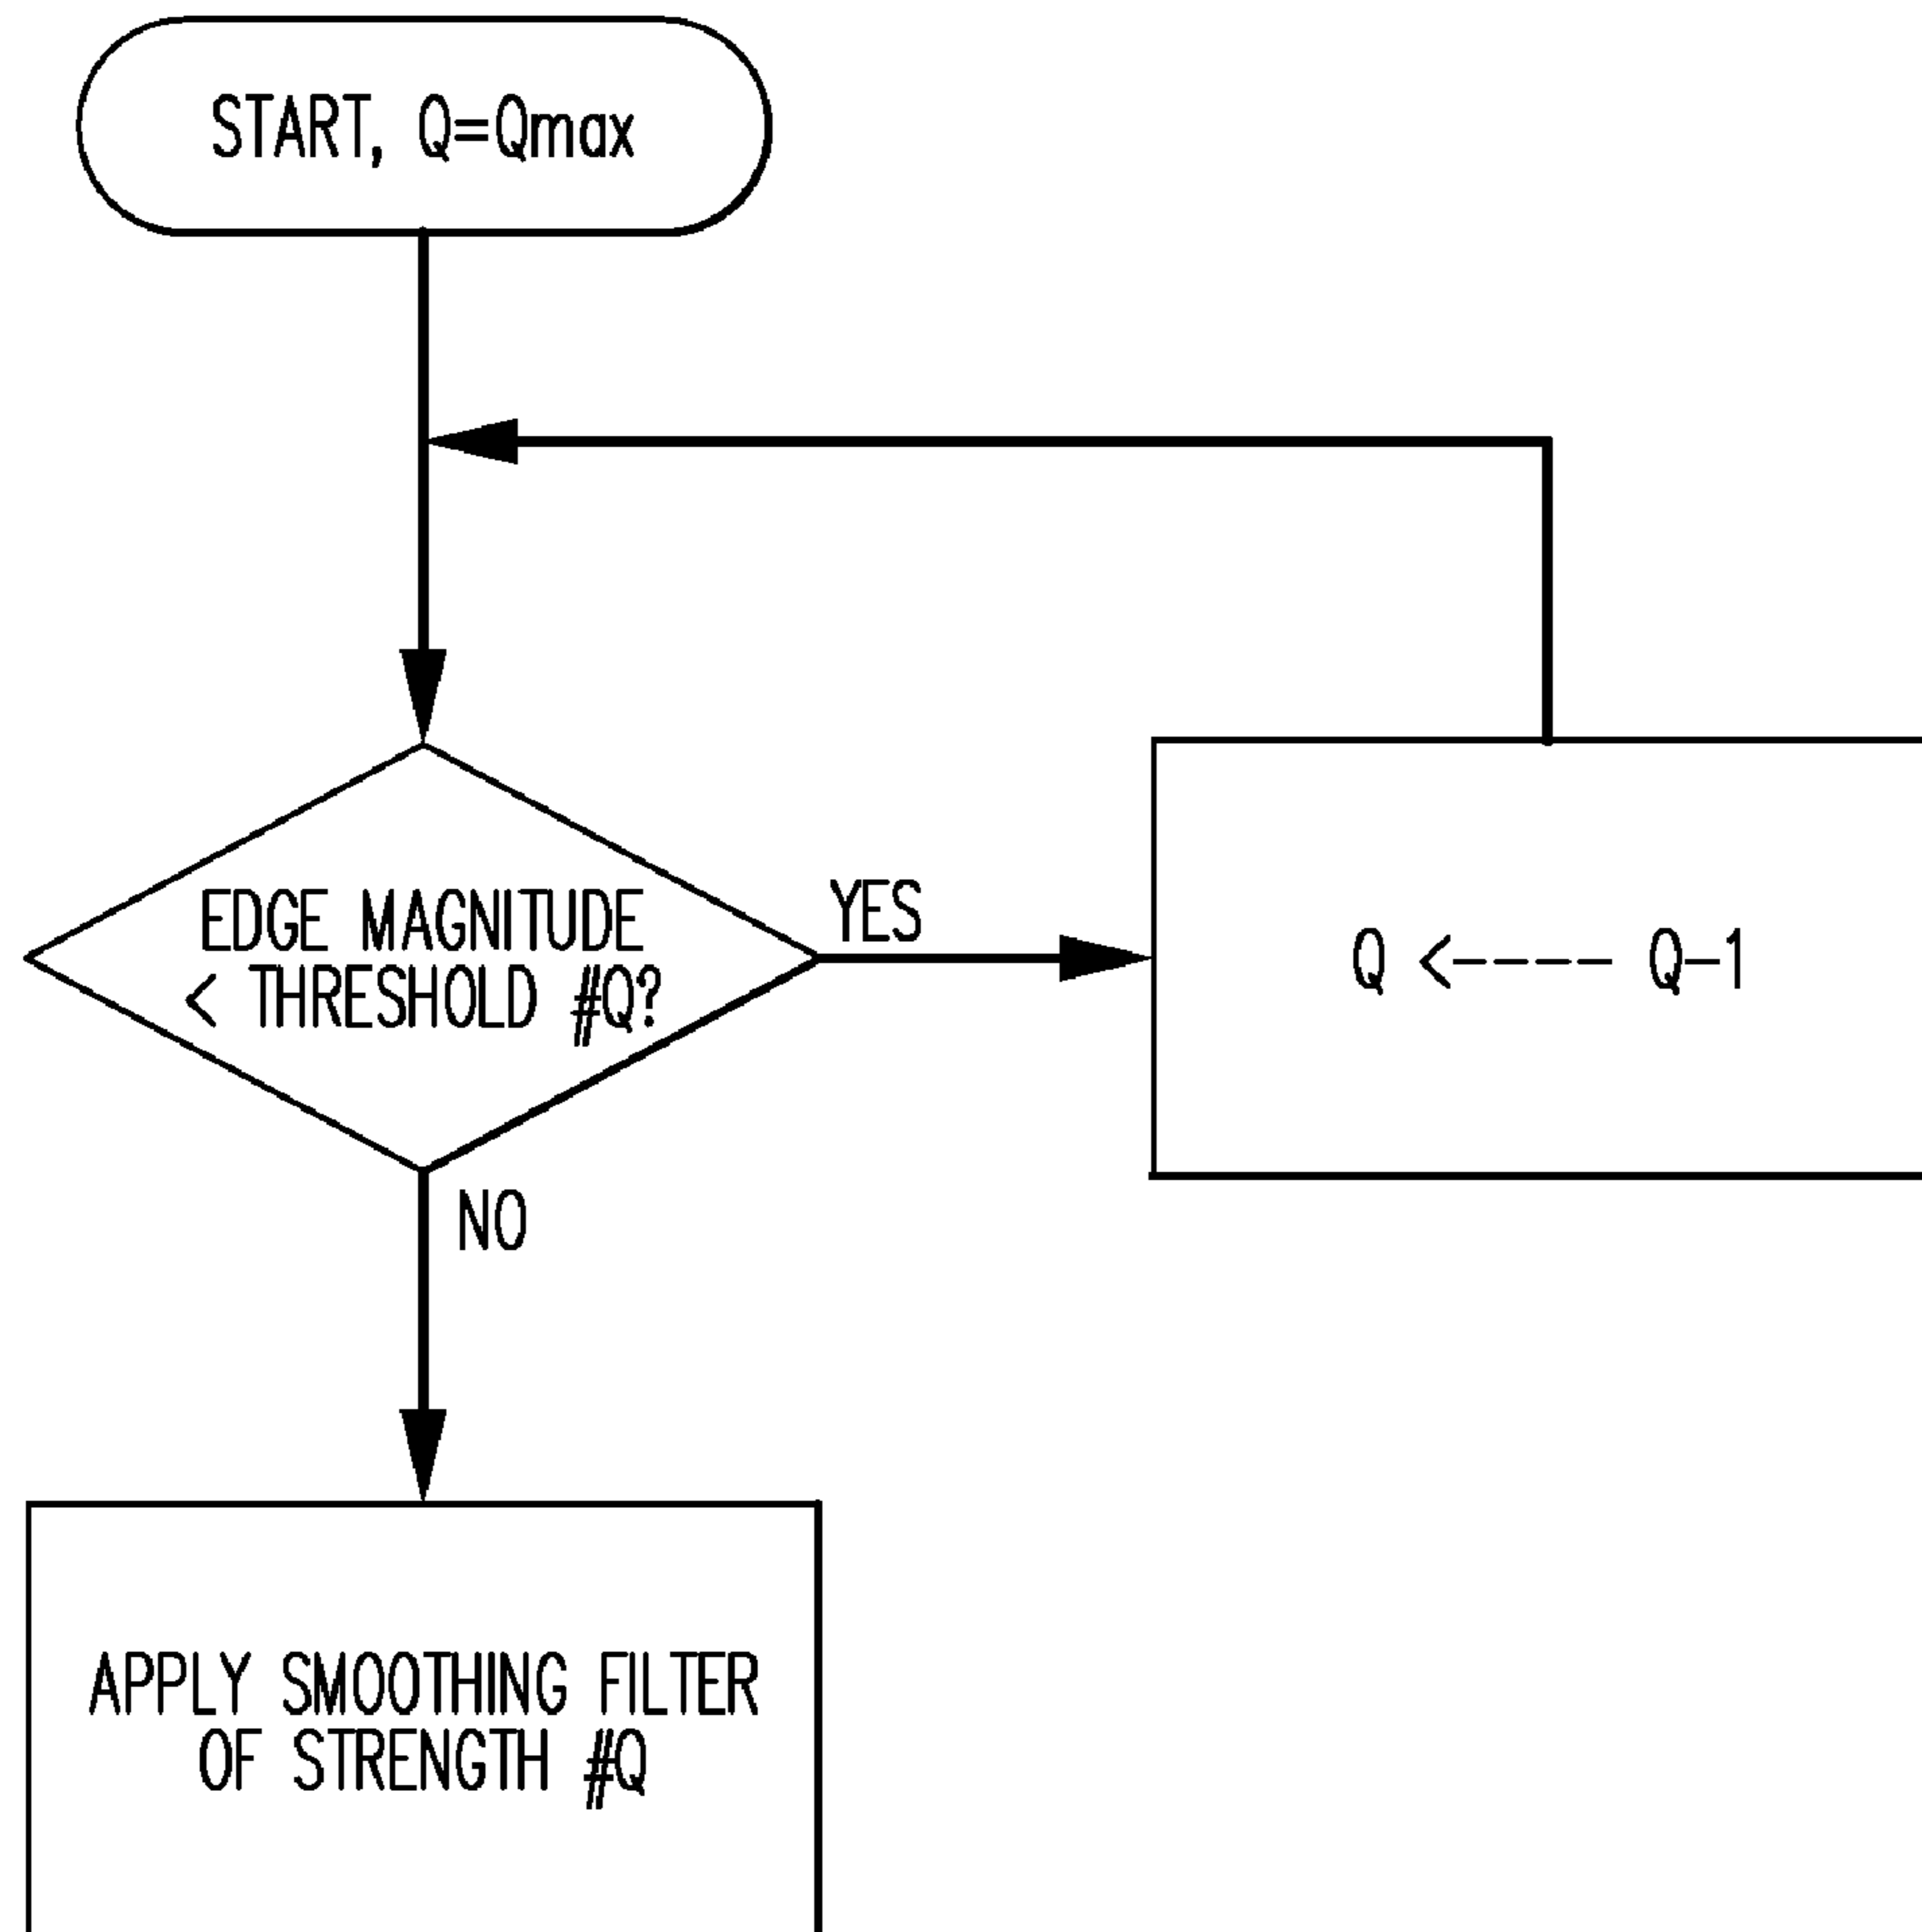 START, Q=Qmax
EDGE MAGNITUDE
< THRESHOLD #Q?
YES
Q <---- Q-1
NO
APPLY SMOOTHING FILTER
OF STRENGTH #Q